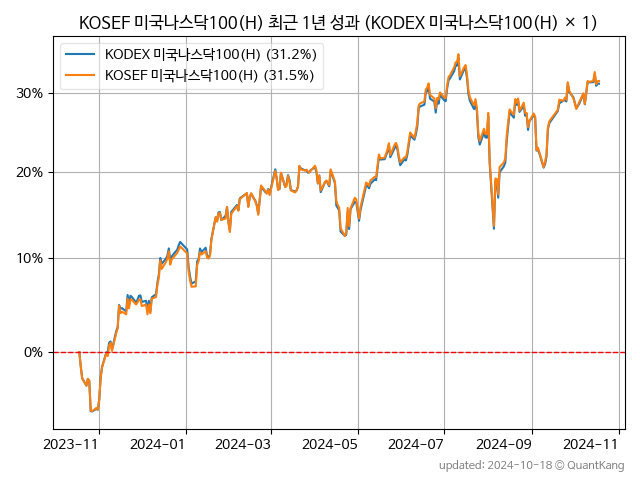 KOSEF 미국나스닥100(H) 최근 1년 성과 (KODEX 미국나스닥100(H) × 1)
KODEX 미국나스닥100(H) (31.2%)
KOSEF 미국나스닥100(H) (31.5%)
30%
20%
10%
0%
2023-11 2024-01 2024-03 2024-05 2024-07 2024-09 2024-11
updated: 2024-10-18 © QuantKang